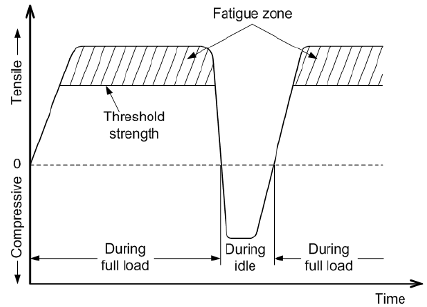 Fatigue zone
Tensile
Threshold
strength
0
Compressive
During
full load
During
idle
During
full load
Time